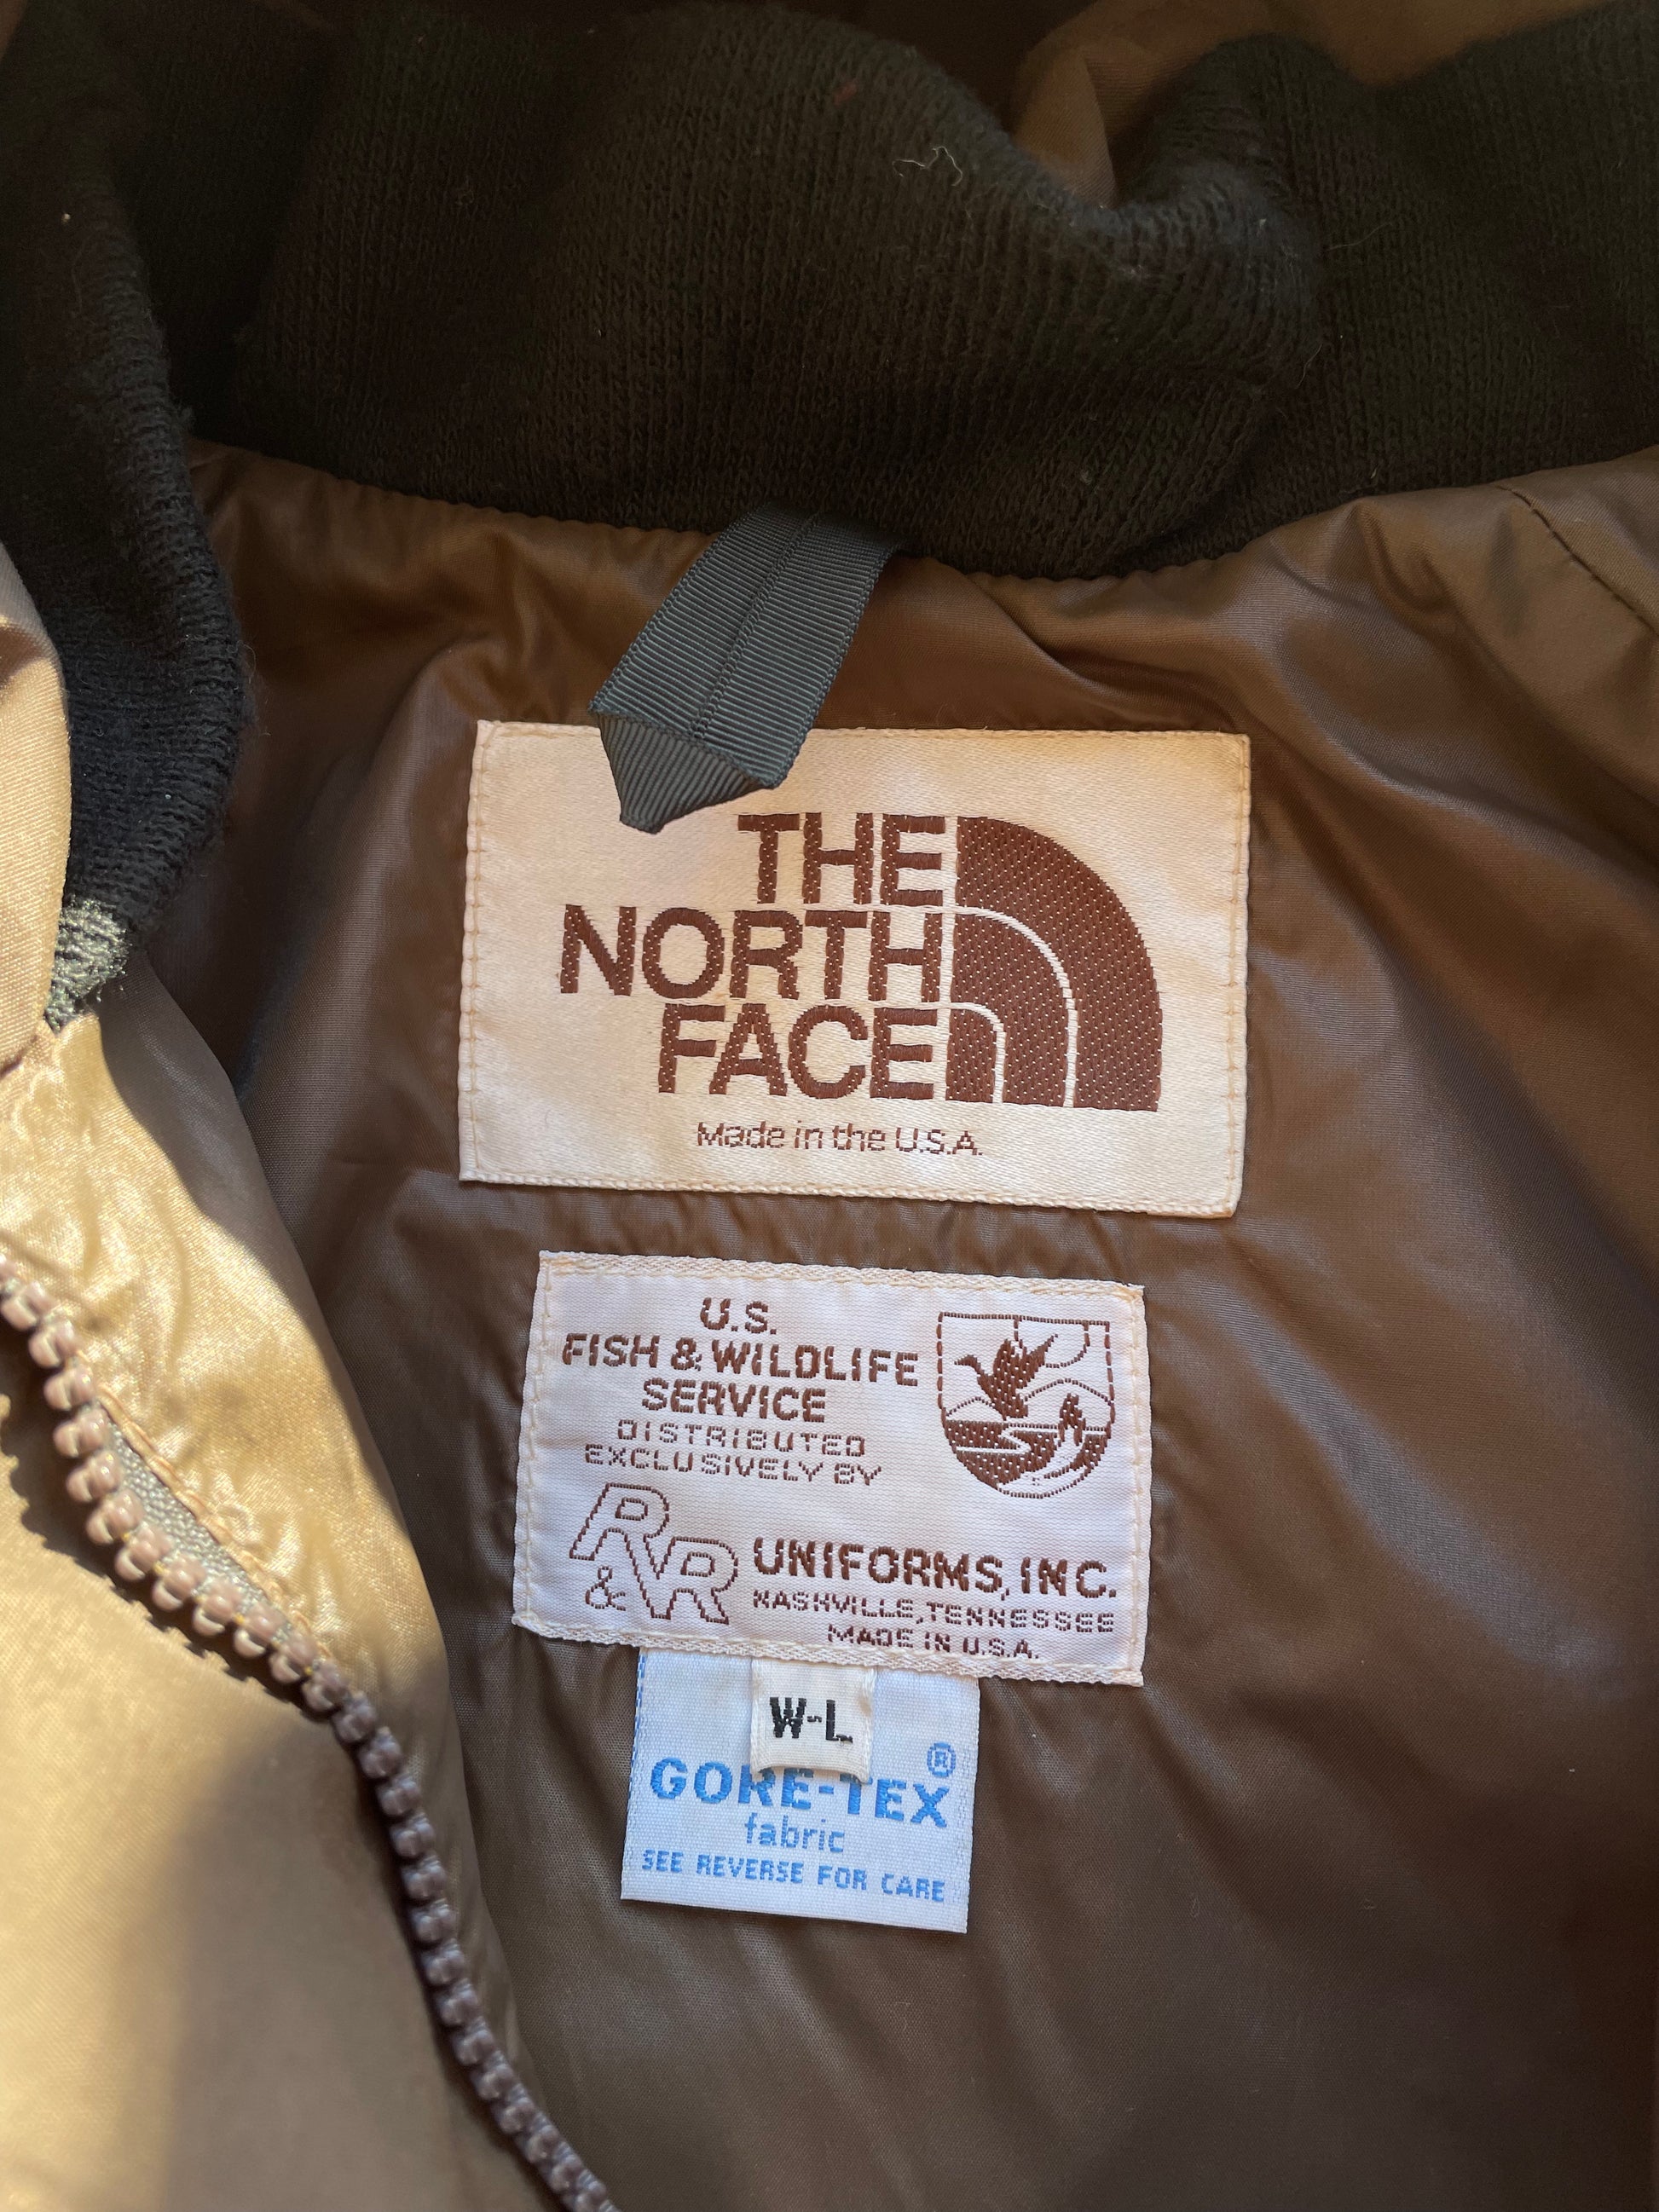 THE
NORTH
FACE
Made in the U.S.A.
U.S.
FISH & WILDLIFE
SERVICE
DISTRIBUTED
EXCLUSIVELY BY
R&R UNIFORMS, INC.
NASHVILLE, TENNESSEE
MADE IN U.S.A.
W-L
GORE-TEX®
fabric
SEE REVERSE FOR CARE